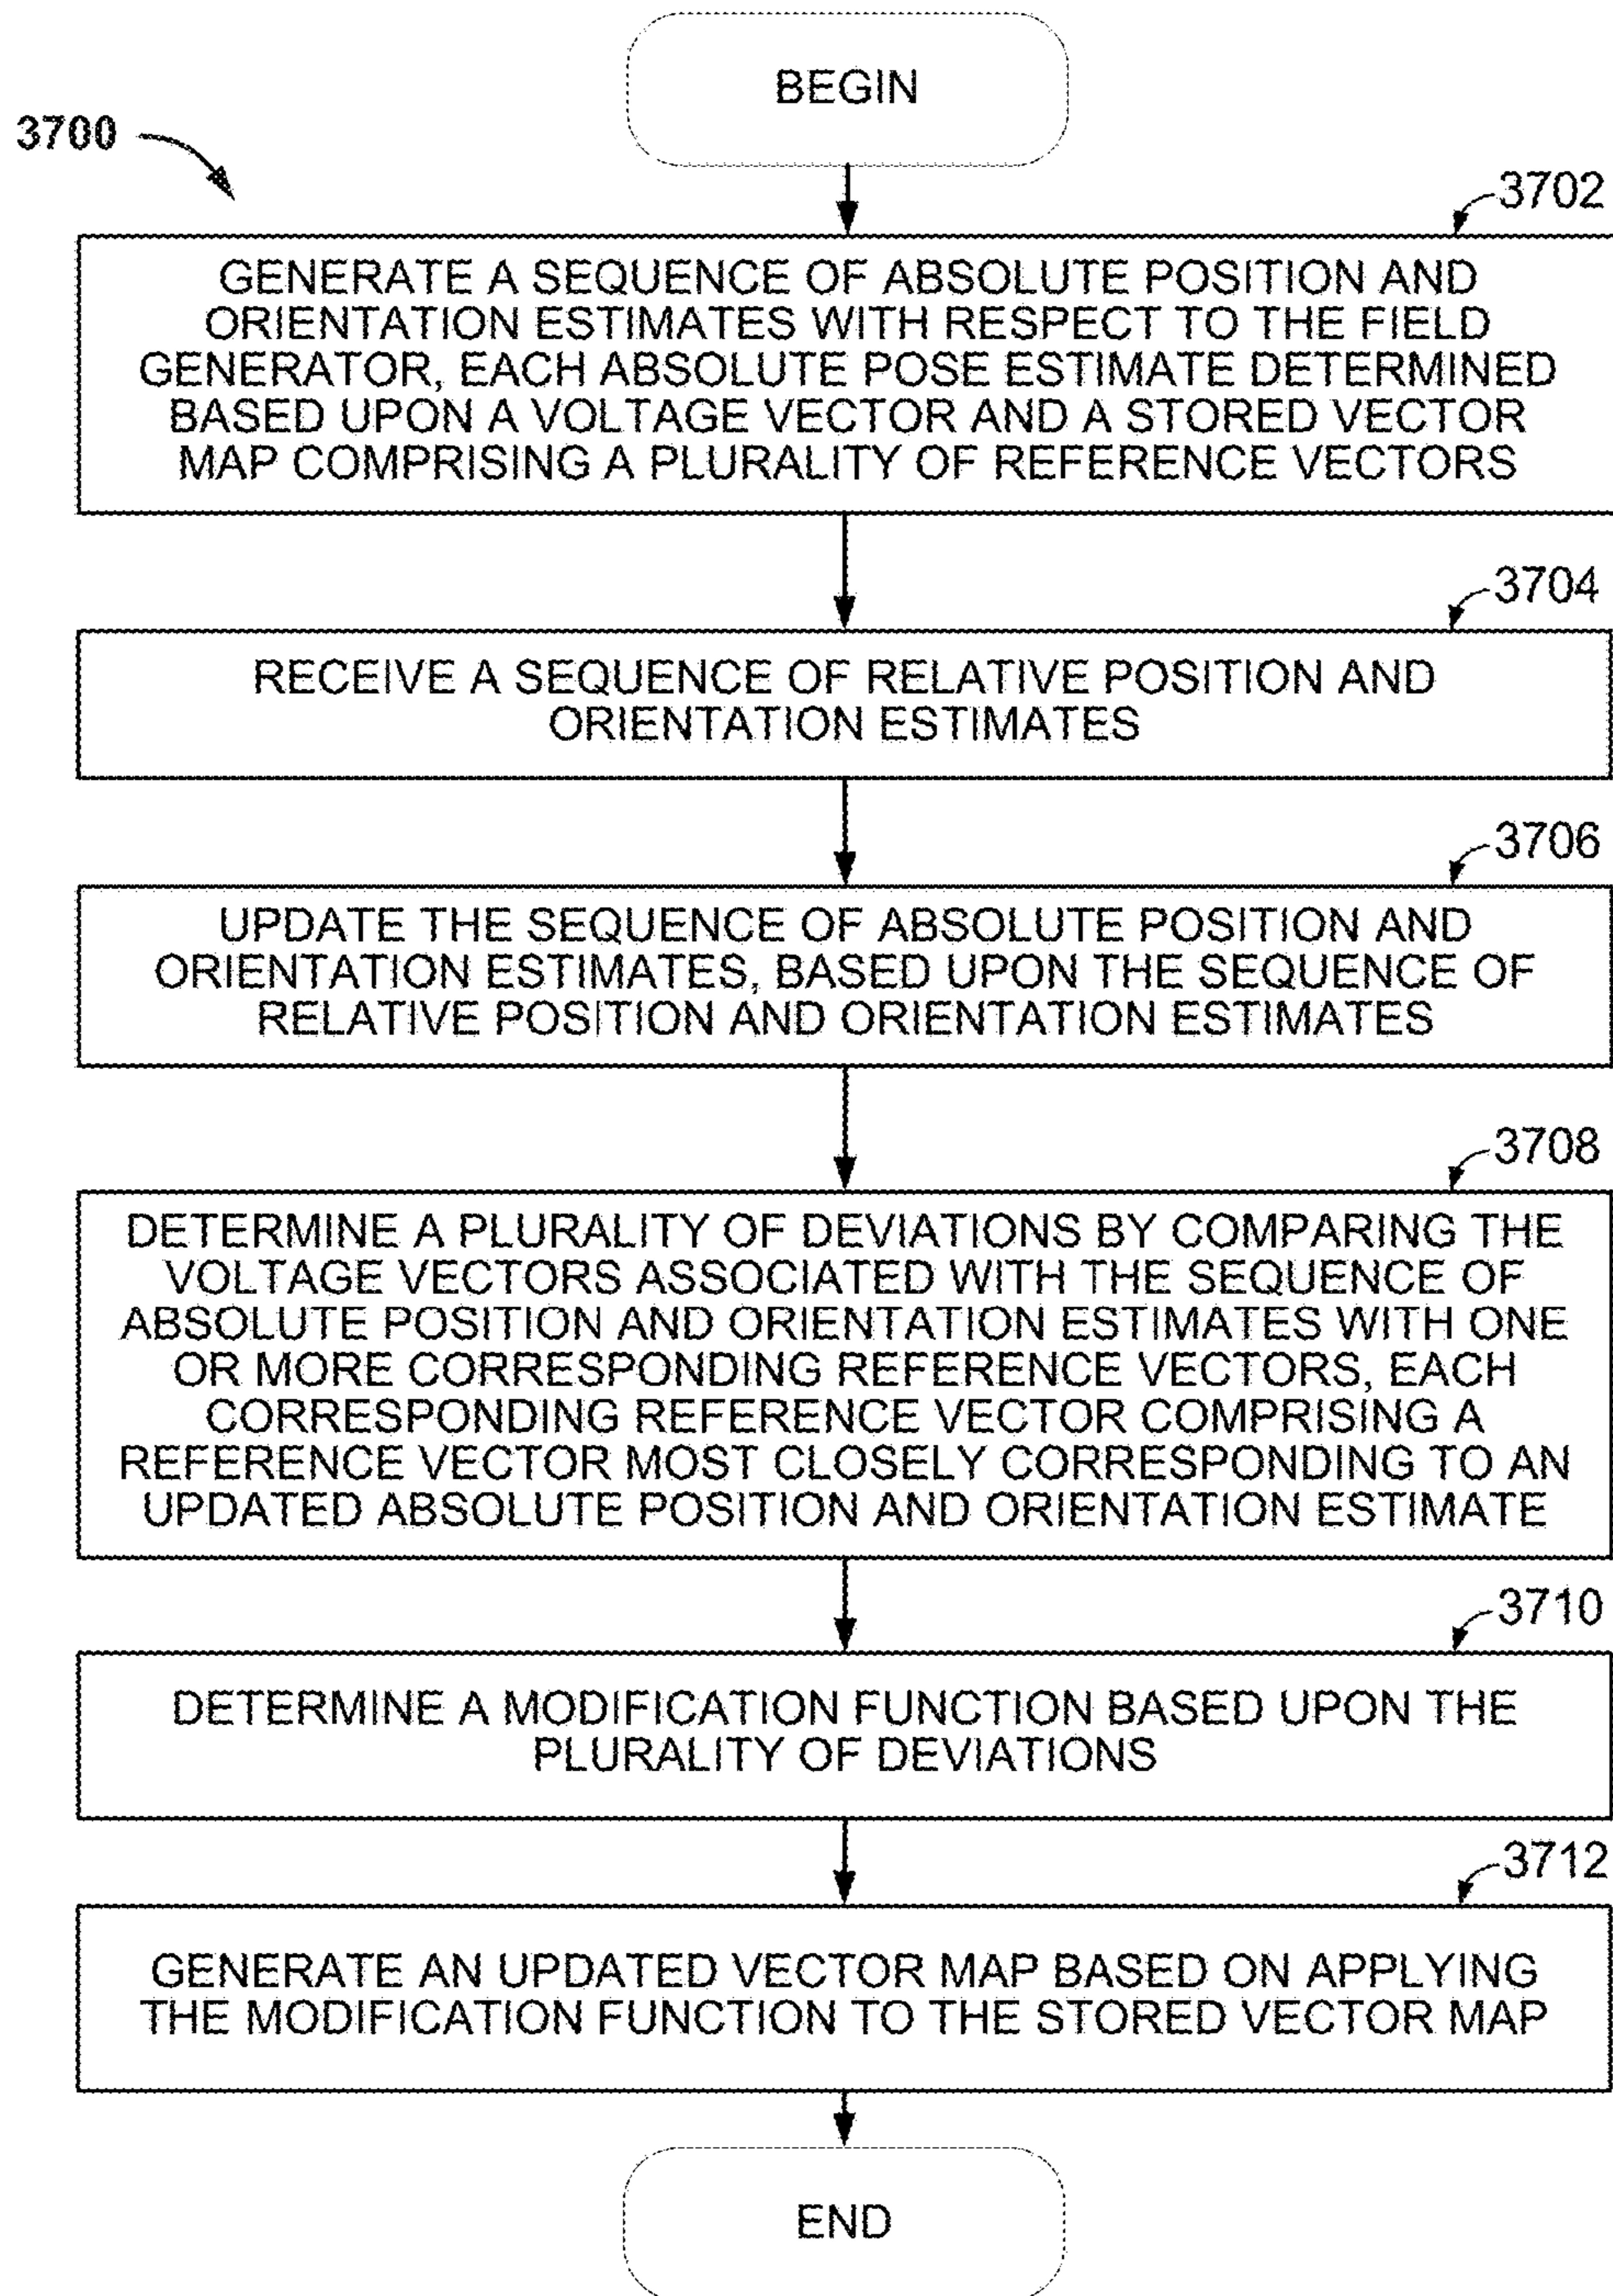 BEGIN
3700
3702
GENERATE A SEQUENCE OF ABSOLUTE POSITION AND
ORIENTATION ESTIMATES WITH RESPECT TO THE FIELD
GENERATOR, EACH ABSOLUTE POSE ESTIMATE DETERMINED
BASED UPON A VOLTAGE VECTOR AND A STORED VECTOR
MAP COMPRISING A PLURALITY OF REFERENCE VECTORS
3704
RECEIVE A SEQUENCE OF RELATIVE POSITION AND
ORIENTATION ESTIMATES
3706
UPDATE THE SEQUENCE OF ABSOLUTE POSITION AND
ORIENTATION ESTIMATES, BASED UPON THE SEQUENCE OF
RELATIVE POSITION AND ORIENTATION ESTIMATES
3708
DETERMINE A PLURALITY OF DEVIATIONS BY COMPARING THE
VOLTAGE VECTORS ASSOCIATED WITH THE SEQUENCE OF
ABSOLUTE POSITION AND ORIENTATION ESTIMATES WITH ONE
OR MORE CORRESPONDING REFERENCE VECTORS, EACH
CORRESPONDING REFERENCE VECTOR COMPRISING A
REFERENCE VECTOR MOST CLOSELY CORRESPONDING TO AN
UPDATED ABSOLUTE POSITION AND ORIENTATION ESTIMATE
3710
DETERMINE A MODIFICATION FUNCTION BASED UPON THE
PLURALITY OF DEVIATIONS
3712
GENERATE AN UPDATED VECTOR MAP BASED ON APPLYING
THE MODIFICATION FUNCTION TO THE STORED VECTOR MAP
END